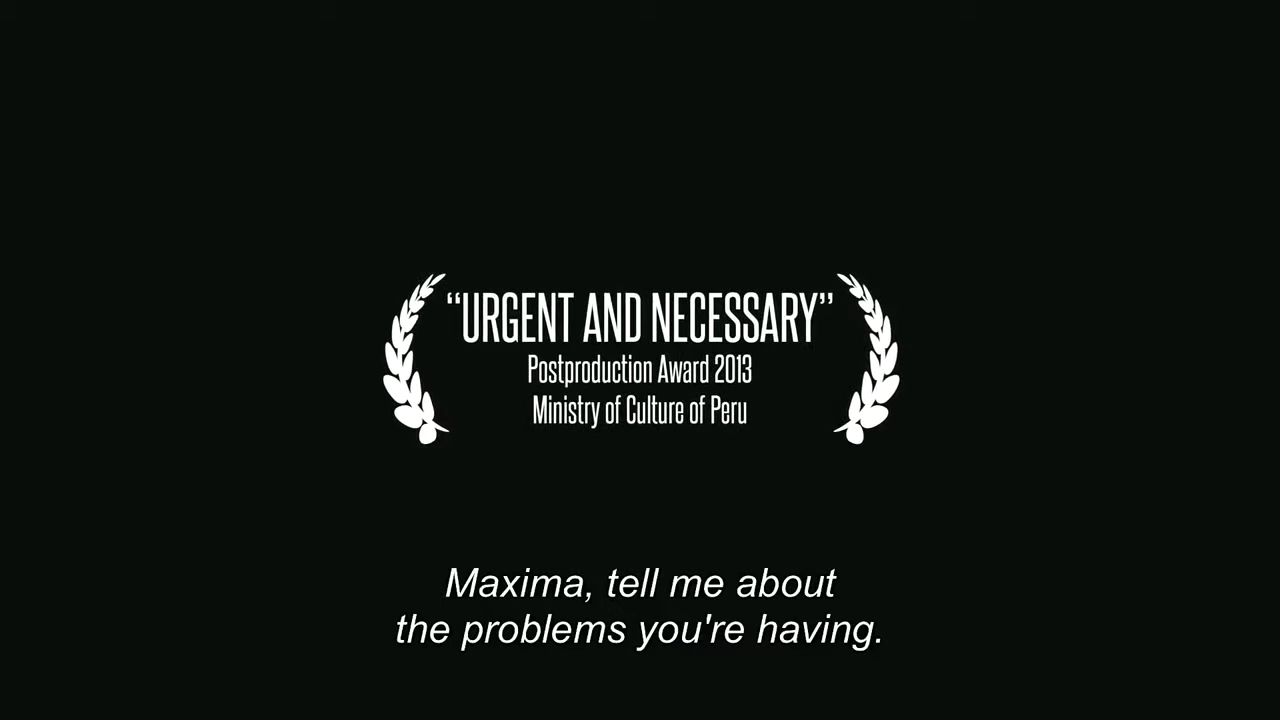 “URGENT AND NECESSARY”
Postproduction Award 2013
Ministry of Culture of Peru
Maxima, tell me about
the problems you're having.